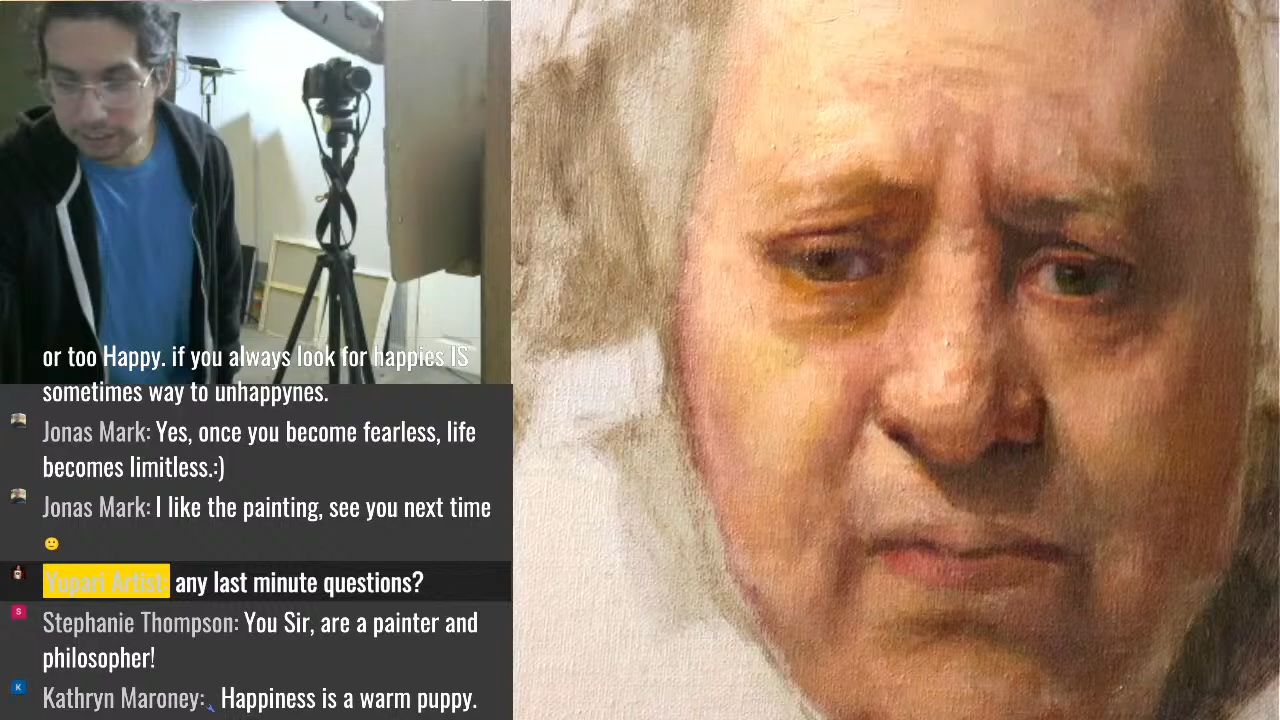 or too Happy. if you always look for happies IS
sometimes way to unhappynes.
Jonas Mark: Yes, once you become fearless, life
becomes limitless.:)
Jonas Mark: I like the painting, see you next time
🙂
Yupari Artist: any last minute questions?
S
Stephanie Thompson: You Sir, are a painter and
philosopher!
K
Kathryn Maroney: Happiness is a warm puppy.